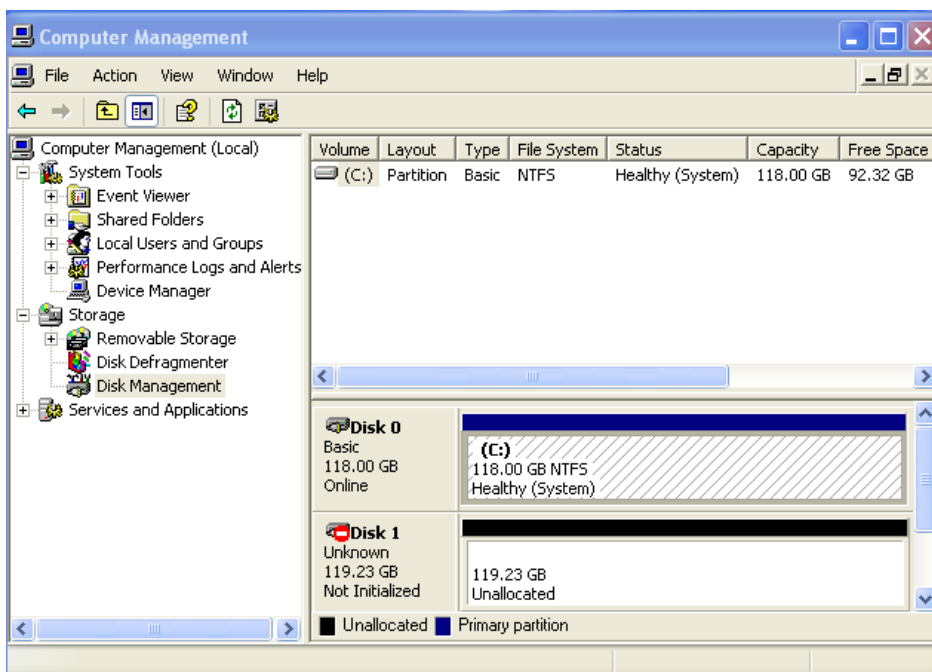 Computer Management
File Action View Window Help
Computer Management (Local)
System Tools
Event Viewer
Shared Folders
Local Users and Groups
Performance Logs and Alerts
Device Manager
Storage
Removable Storage
Disk Defragmenter
Disk Management
Services and Applications
Volume Layout Type File System Status Capacity Free Space
(C:) Partition Basic NTFS Healthy (System) 118.00 GB 92.32 GB
Disk 0
Basic
118.00 GB
Online
(C:)
118.00 GB NTFS
Healthy (System)
Disk 1
Unknown
119.23 GB
Not Initialized
119.23 GB
Unallocated
Unallocated Primary partition